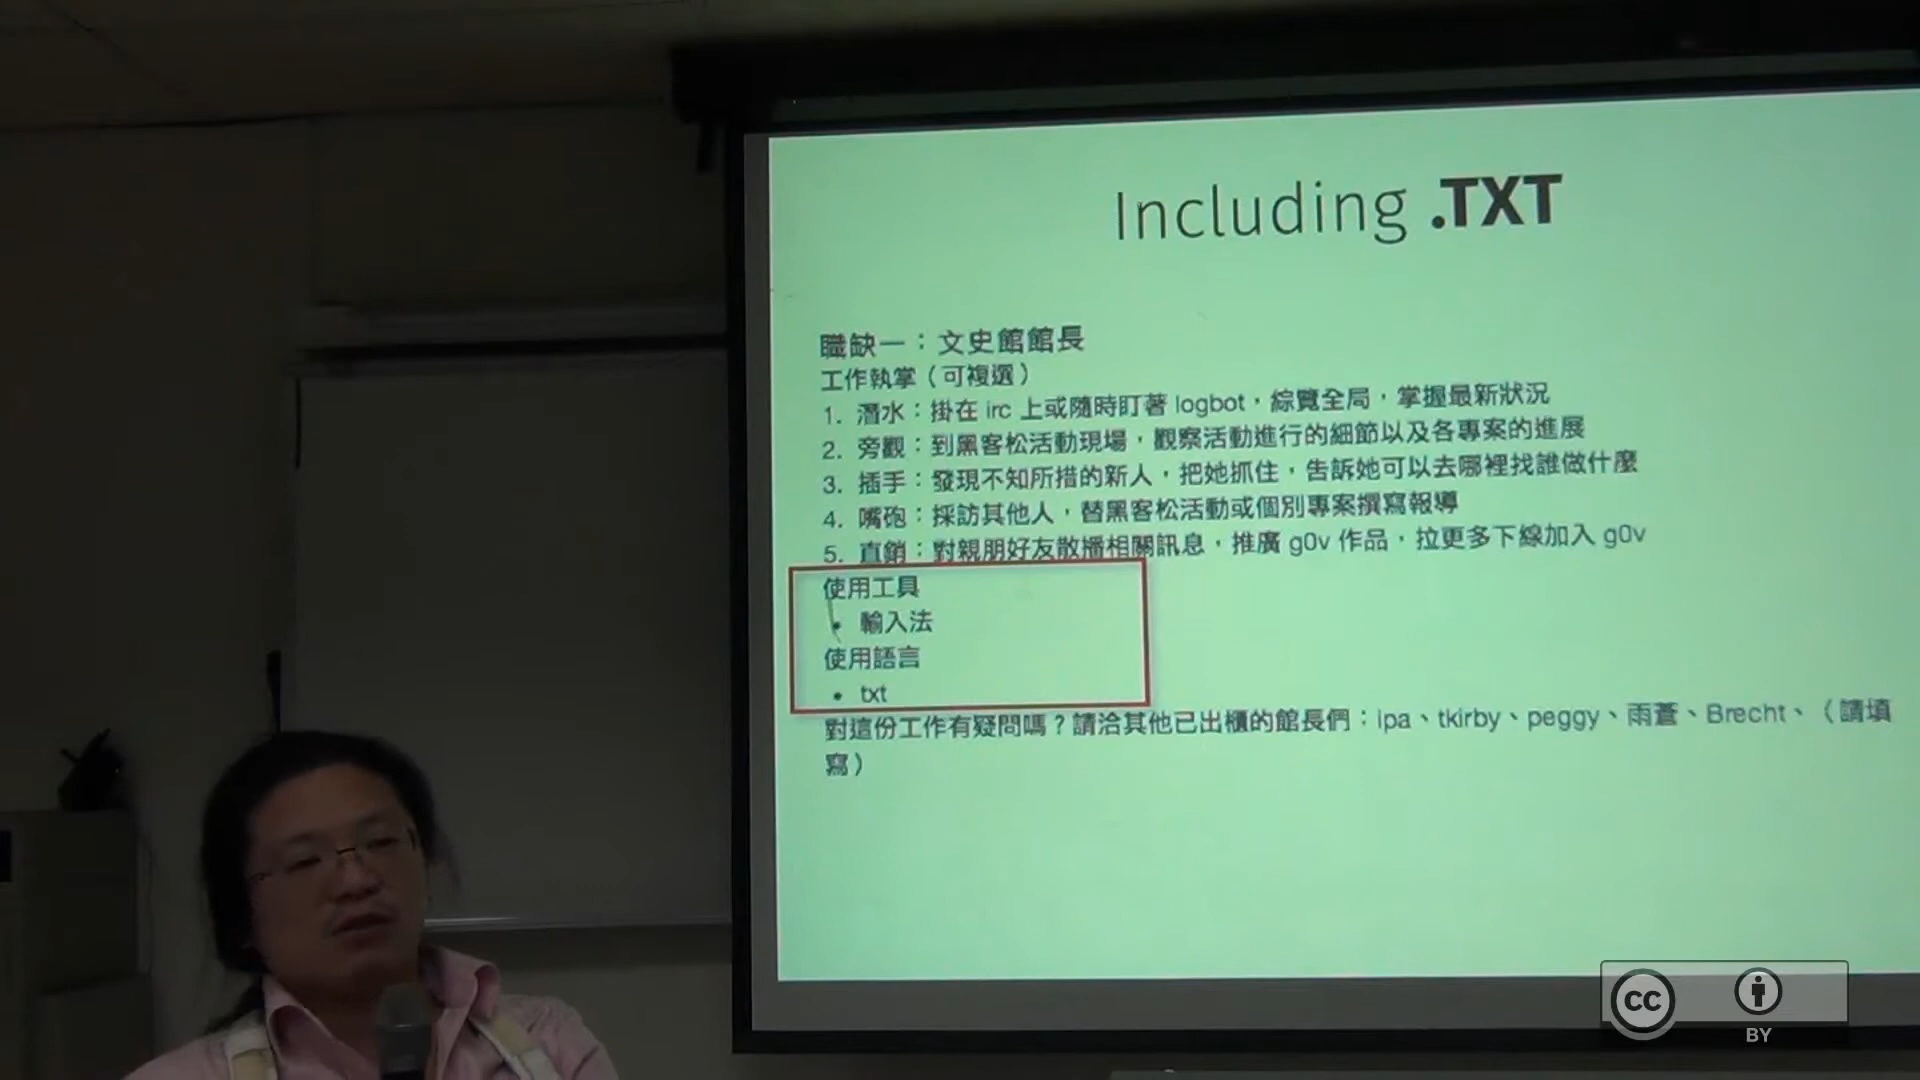 Including .TXT
職缺一：文史館館長
工作執掌（可複選）
1. 潛水：掛在 irc 上或隨時盯著 logbot，綜覽全局，掌握最新狀況
2. 旁觀：到黑客松活動現場，觀察活動進行的細節以及各專案的進展
3. 插手：發現不知所措的新人，把她抓住，告訴她可以去哪裡找誰做什麼
4. 嘴砲：採訪其他人，替黑客松活動或個別專案撰寫報導
5. 直銷：對親朋好友散播相關訊息，推廣 g0v 作品，拉更多下線加入 g0v
使用工具
• 輸入法
使用語言
• txt
對這份工作有疑問嗎？請洽其他已出櫃的館長們：ipa、tkirby、peggy、雨蒼、Brecht、（請填
寫）
cc
BY